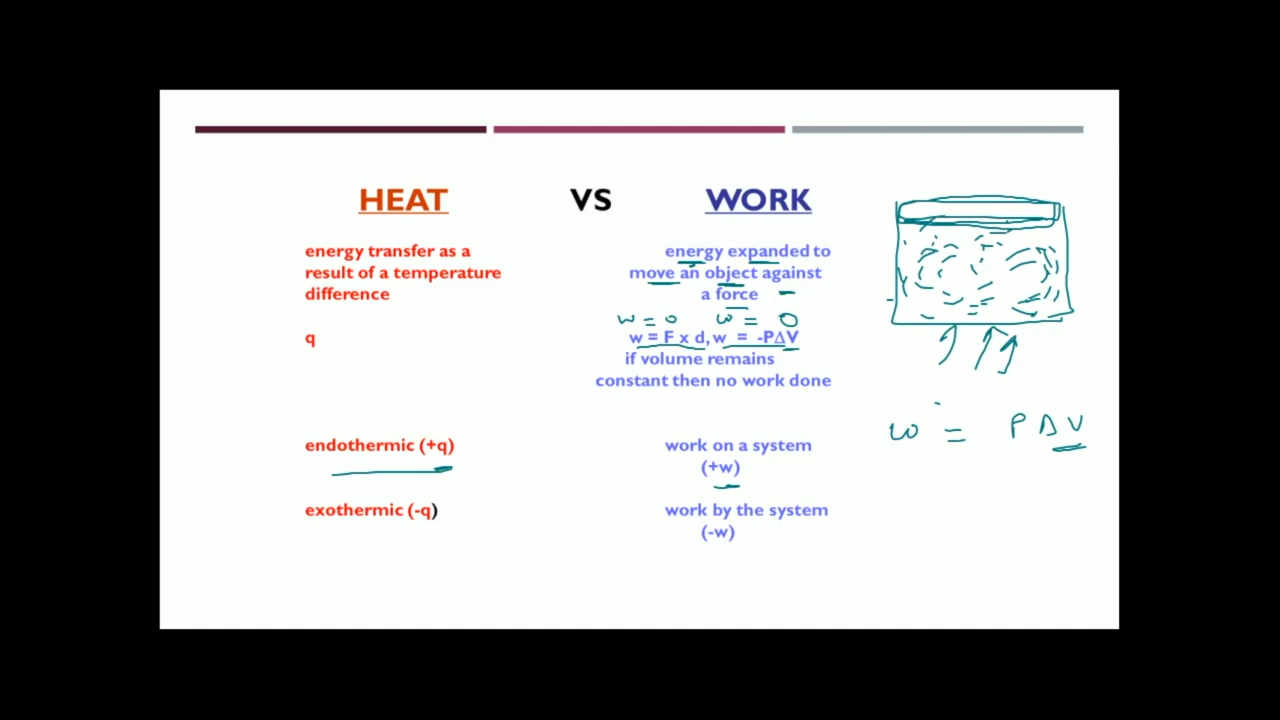 HEAT VS WORK
energy transfer as a
result of a temperature
difference
energy expanded to
move an object against
a force
w = 0 w = 0
q
w = F x d, w = -PΔV
if volume remains
constant then no work done
w = PΔV
endothermic (+q)
work on a system
(+w)
exothermic (-q)
work by the system
(-w)